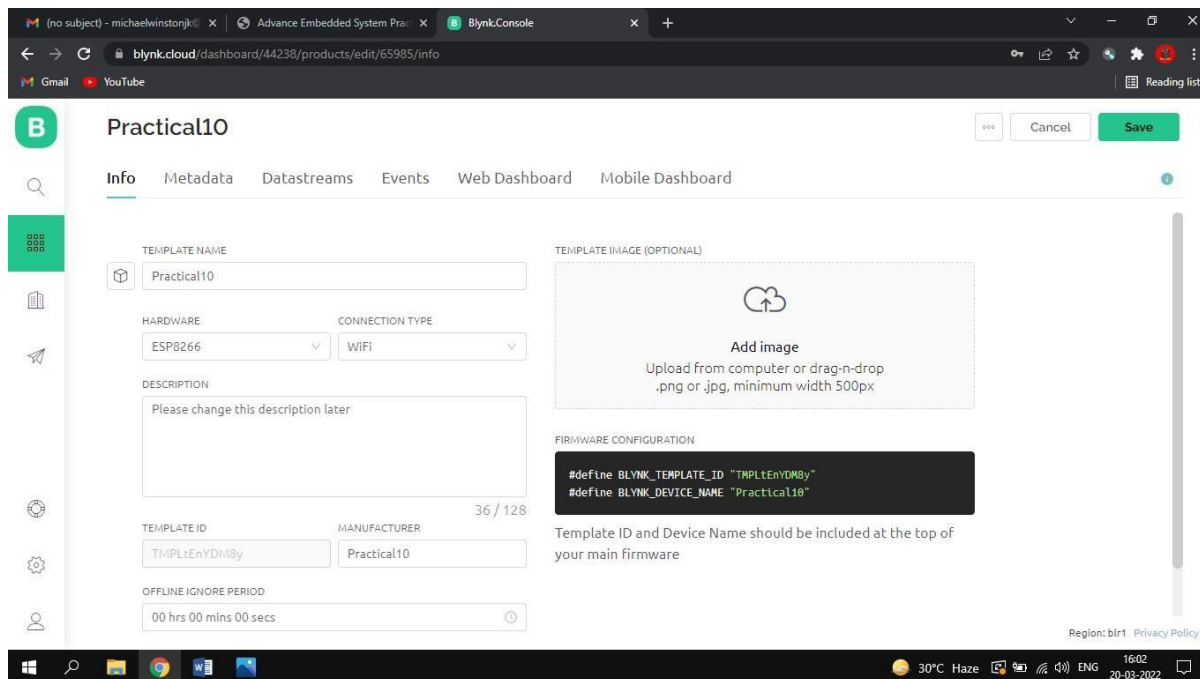 (no subject) - michaelwinstonjk
Advance Embedded System Prac
Blynk.Console
blynk.cloud/dashboard/44238/products/edit/65985/info
Gmail
YouTube
Reading list
B
Practical10
Cancel
Save
Info
Metadata
Datastreams
Events
Web Dashboard
Mobile Dashboard
TEMPLATE NAME
Practical10
HARDWARE
CONNECTION TYPE
ESP8266
WiFi
DESCRIPTION
Please change this description later
36 / 128
TEMPLATE ID
MANUFACTURER
TMPLtEnYDM8y
Practical10
OFFLINE IGNORE PERIOD
00 hrs 00 mins 00 secs
TEMPLATE IMAGE (OPTIONAL)
Add image
Upload from computer or drag-n-drop
.png or .jpg, minimum width 500px
FIRMWARE CONFIGURATION
#define BLYNK_TEMPLATE_ID "TMPLtEnYDM8y"
#define BLYNK_DEVICE_NAME "Practical10"
Template ID and Device Name should be included at the top of
your main firmware
Region: blr1 Privacy Policy
30°C Haze
ENG
16:02
20-03-2022